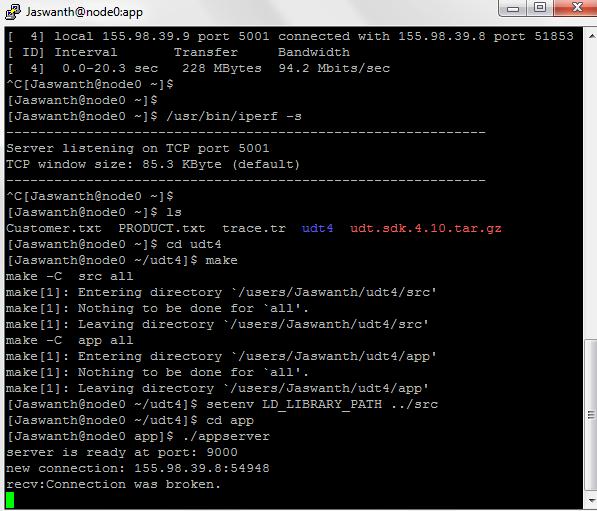 Jaswanth@node0:app
[  4] local 155.98.39.9 port 5001 connected with 155.98.39.8 port 51853
[ ID] Interval       Transfer     Bandwidth
[  4]  0.0-20.3 sec   228 MBytes  94.2 Mbits/sec
^C[Jaswanth@node0 ~]$
[Jaswanth@node0 ~]$
[Jaswanth@node0 ~]$ /usr/bin/iperf -s
------------------------------------------------------------
Server listening on TCP port 5001
TCP window size: 85.3 KByte (default)
------------------------------------------------------------
^C[Jaswanth@node0 ~]$
[Jaswanth@node0 ~]$ ls
Customer.txt  PRODUCT.txt  trace.tr  udt4  udt.sdk.4.10.tar.gz
[Jaswanth@node0 ~]$ cd udt4
[Jaswanth@node0 ~/udt4]$ make
make -C  src all
make[1]: Entering directory `/users/Jaswanth/udt4/src'
make[1]: Nothing to be done for `all'.
make[1]: Leaving directory `/users/Jaswanth/udt4/src'
make -C  app all
make[1]: Entering directory `/users/Jaswanth/udt4/app'
make[1]: Nothing to be done for `all'.
make[1]: Leaving directory `/users/Jaswanth/udt4/app'
[Jaswanth@node0 ~/udt4]$ setenv LD_LIBRARY_PATH ../src
[Jaswanth@node0 ~/udt4]$ cd app
[Jaswanth@node0 app]$ ./appserver
server is ready at port: 9000
new connection: 155.98.39.8:54948
recv:Connection was broken.